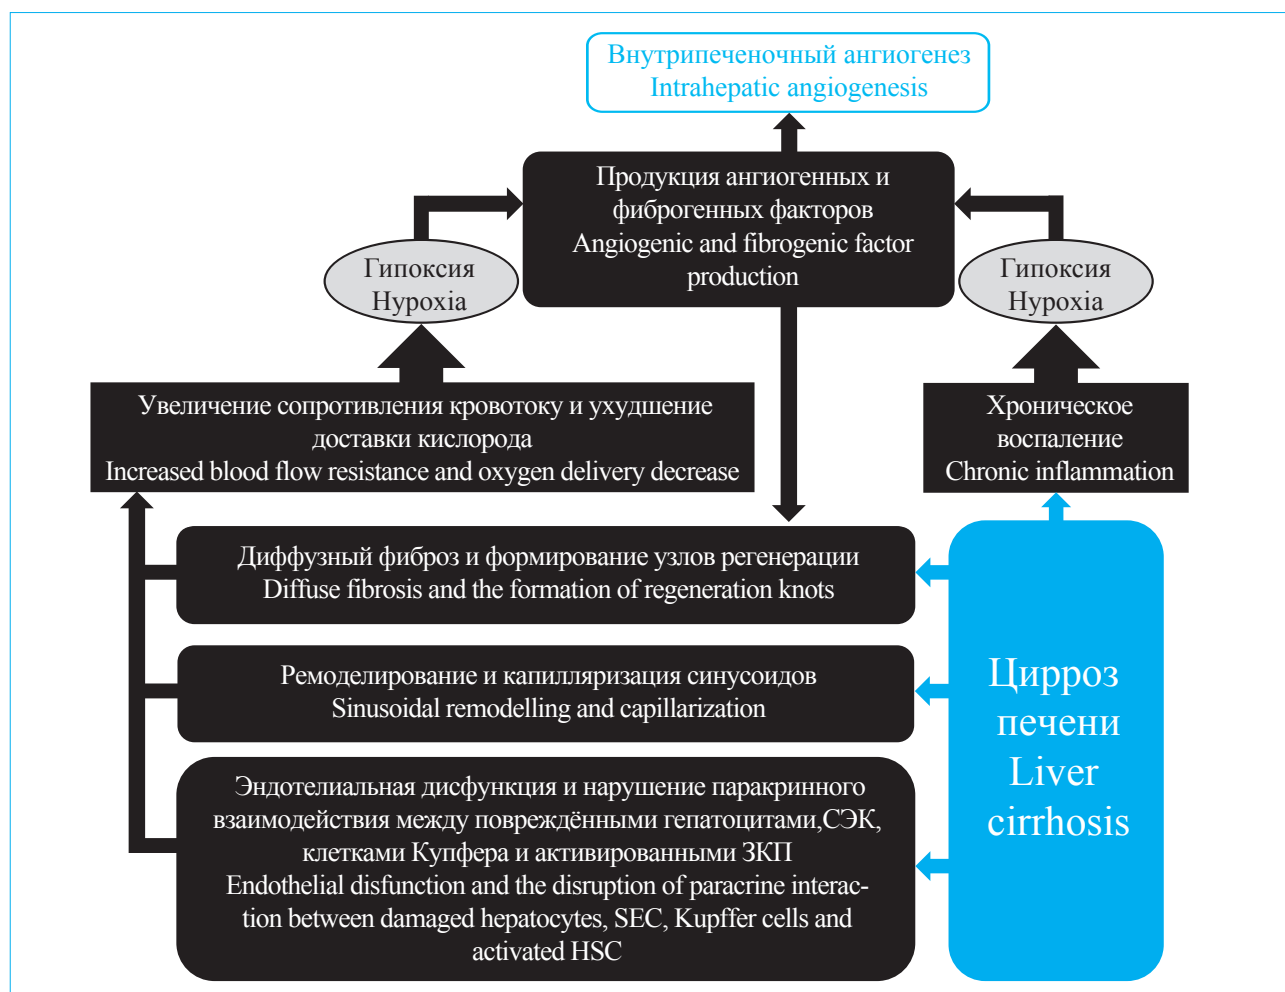 Внутрипеченочный ангиогенез
Intrahepatic angiogenesis
Продукция ангиогенных и
фиброгенных факторов
Angiogenic and fibrogenic factor
production
Гипоксия
Hypoxia
Гипоксия
Hypoxia
Увеличение сопротивления кровотоку и ухудшение
доставки кислорода
Increased blood flow resistance and oxygen delivery decrease
Хроническое
воспаление
Chronic inflammation
Диффузный фиброз и формирование узлов регенерации
Diffuse fibrosis and the formation of regeneration knots
Ремоделирование и капилляризация синусоидов
Sinusoidal remodelling and capillarization
Эндотелиальная дисфункция и нарушение паракринного
взаимодействия между повреждёнными гепатоцитами,СЭК,
клетками Купфера и активированными ЗКП
Endothelial disfunction and the disruption of paracrine interac-
tion between damaged hepatocytes, SEC, Kupffer cells and
activated HSC
Цирроз
печени
Liver
cirrhosis